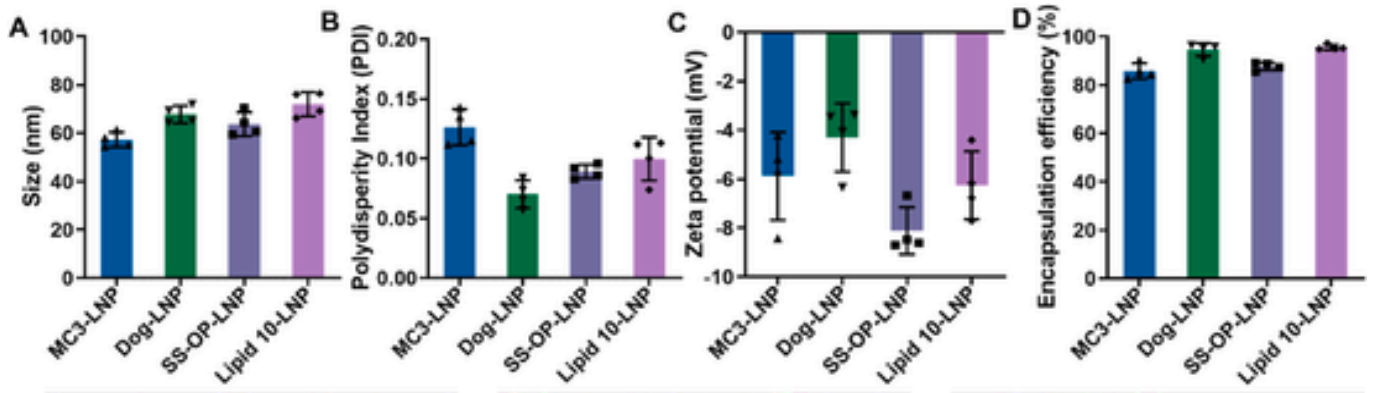 A
Size (nm)
100
80
60
40
20
0
MC3-LNP
Dog-LNP
SS-OP-LNP
Lipid 10-LNP
B
Polydisperity Index (PDI)
0.20
0.15
0.10
0.05
0.00
MC3-LNP
Dog-LNP
SS-OP-LNP
Lipid 10-LNP
C
Zeta potential (mV)
0
-2
-4
-6
-8
-10
MC3-LNP
Dog-LNP
SS-OP-LNP
Lipid 10-LNP
D
Encapsulation efficiency (%)
100
80
60
40
20
0
MC3-LNP
Dog-LNP
SS-OP-LNP
Lipid 10-LNP